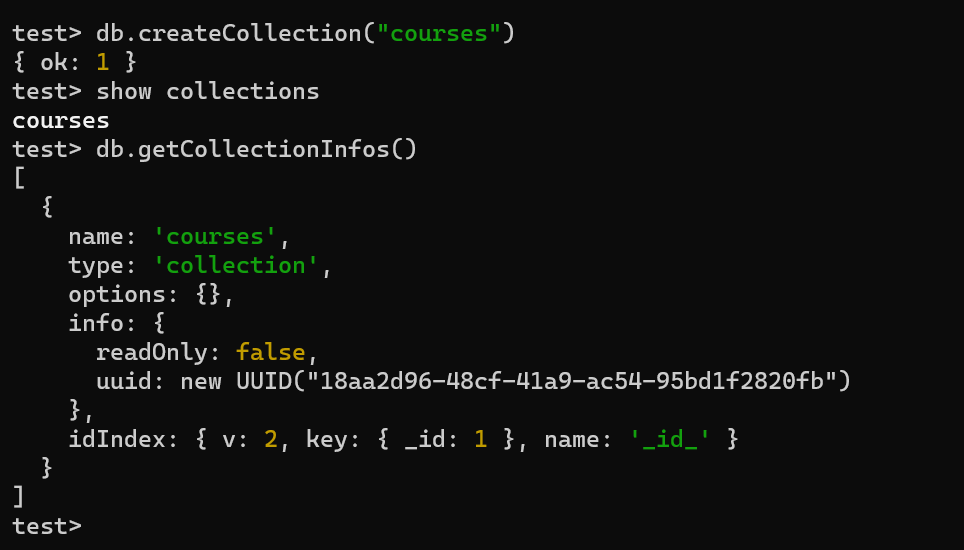 test> db.createCollection("courses")
{ ok: 1 }
test> show collections
courses
test> db.getCollectionInfos()
[
  {
    name: 'courses',
    type: 'collection',
    options: {},
    info: {
      readOnly: false,
      uuid: new UUID("18aa2d96-48cf-41a9-ac54-95bd1f2820fb")
    },
    idIndex: { v: 2, key: { _id: 1 }, name: '_id_' }
  }
]
test>